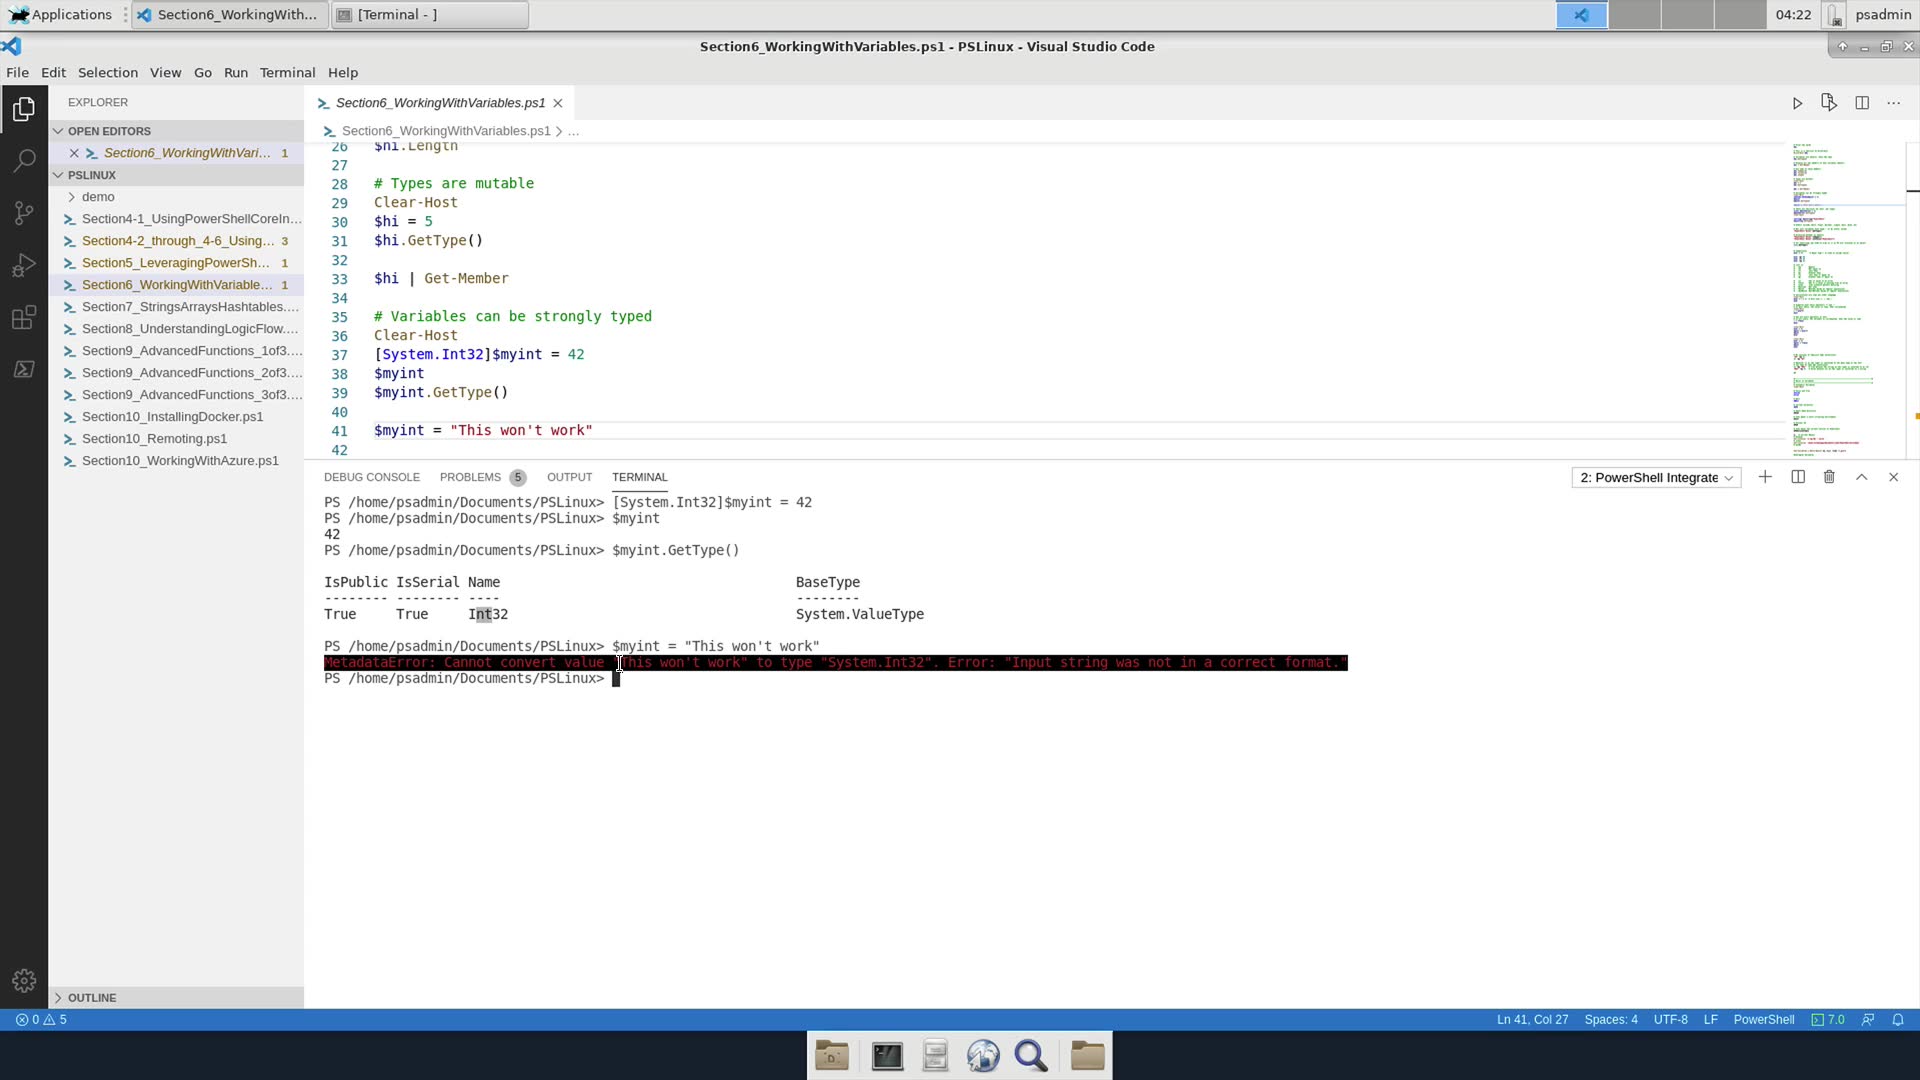 Applications
Section6_WorkingWith...
[Terminal - ]
04:22
psadmin
Section6_WorkingWithVariables.ps1 - PSLinux - Visual Studio Code
File Edit Selection View Go Run Terminal Help
EXPLORER
OPEN EDITORS
Section6_WorkingWithVari... 1
PSLINUX
demo
Section4-1_UsingPowerShellCoreIn...
Section4-2_through_4-6_Using... 3
Section5_LeveragingPowerSh... 1
Section6_WorkingWithVariable... 1
Section7_StringsArraysHashtables....
Section8_UnderstandingLogicFlow....
Section9_AdvancedFunctions_1of3....
Section9_AdvancedFunctions_2of3....
Section9_AdvancedFunctions_3of3....
Section10_InstallingDocker.ps1
Section10_Remoting.ps1
Section10_WorkingWithAzure.ps1
OUTLINE
Section6_WorkingWithVariables.ps1
Section6_WorkingWithVariables.ps1 > ...
26 $hi.Length
27
28 # Types are mutable
29 Clear-Host
30 $hi = 5
31 $hi.GetType()
32
33 $hi | Get-Member
34
35 # Variables can be strongly typed
36 Clear-Host
37 [System.Int32]$myint = 42
38 $myint
39 $myint.GetType()
40
41 $myint = "This won't work"
42
DEBUG CONSOLE PROBLEMS 5 OUTPUT TERMINAL
2: PowerShell Integrate
PS /home/psadmin/Documents/PSLinux> [System.Int32]$myint = 42
PS /home/psadmin/Documents/PSLinux> $myint
42
PS /home/psadmin/Documents/PSLinux> $myint.GetType()
IsPublic IsSerial Name BaseType
-------- -------- ---- --------
True True Int32 System.ValueType
PS /home/psadmin/Documents/PSLinux> $myint = "This won't work"
MetadataError: Cannot convert value "This won't work" to type "System.Int32". Error: "Input string was not in a correct format."
PS /home/psadmin/Documents/PSLinux>
0 5
Ln 41, Col 27 Spaces: 4 UTF-8 LF PowerShell 7.0